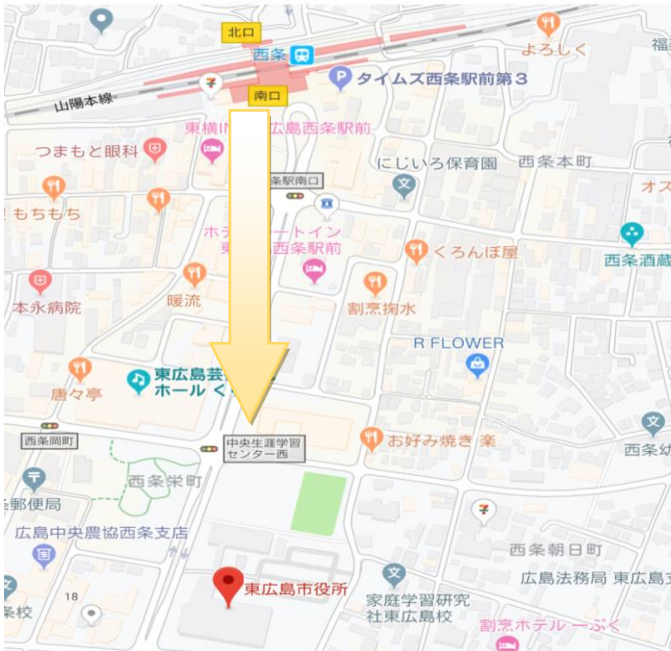 北口
西条
よろしく
福
タイムズ西条駅前第3
山陽本線
南口
東横IN
広島西条駅前
つまもと眼科
にじいろ保育園
西条本町
条駅南口
オス
もちもち
ホテ
ートイン
東
西条駅前
くろんぼ屋
西条酒蔵
本永病院
暖流
割烹掬水
R FLOWER
東広島芸
ホール く
唐々亭
西条岡町
中央生涯学習
センター西
お好み焼き 楽
西条幼
西条栄町
郵便局
広島中央農協西条支店
西条朝日町
東広島市役所
広島法務局 東広島支
家庭学習研究
社東広島校
18
条校
割烹ホテル 一ぷく